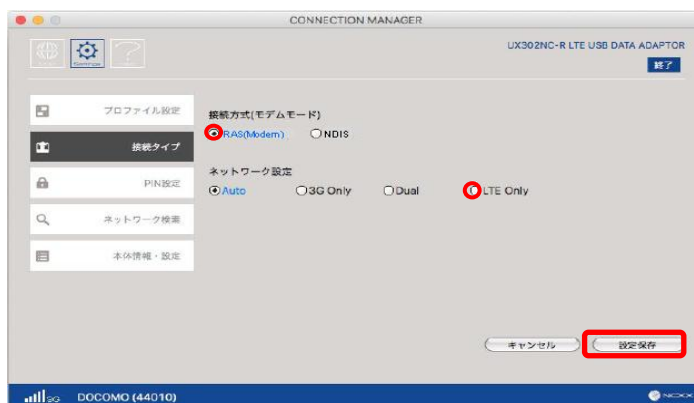 CONNECTION MANAGER
UX302NC-R LTE USB DATA ADAPTOR
終了
プロファイル設定
接続タイプ
PIN設定
ネットワーク検索
本体情報・設定
接続方式(モデムモード)
RAS(Modem) NDIS
ネットワーク設定
Auto 3G Only Dual LTE Only
キャンセル 設定保存
3G DOCOMO (44010)